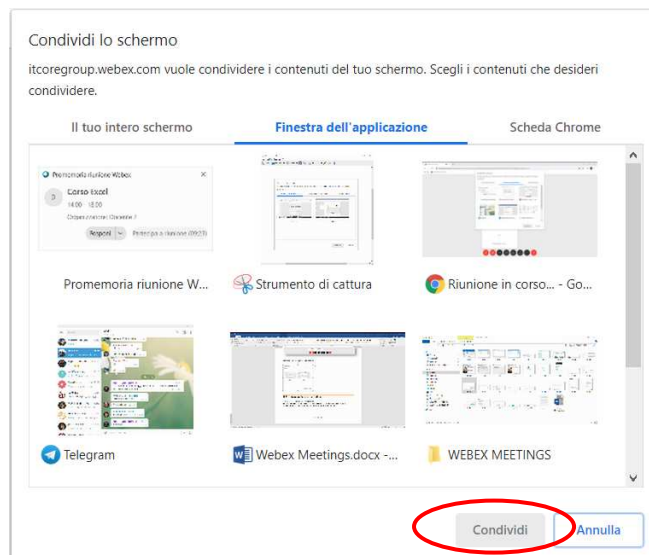 Condividi lo schermo
itcoregroup.webex.com vuole condividere i contenuti del tuo schermo. Scegli i contenuti che desideri
condividere.
Il tuo intero schermo
Finestra dell'applicazione
Scheda Chrome
Promemoria riunione Webex
Corso Excel
14:00 - 18:00
Promemoria riunione W...
Strumento di cattura
Riunione in corso... - Go...
Telegram
Webex Meetings.docx -...
WEBEX MEETINGS
Condividi
Annulla